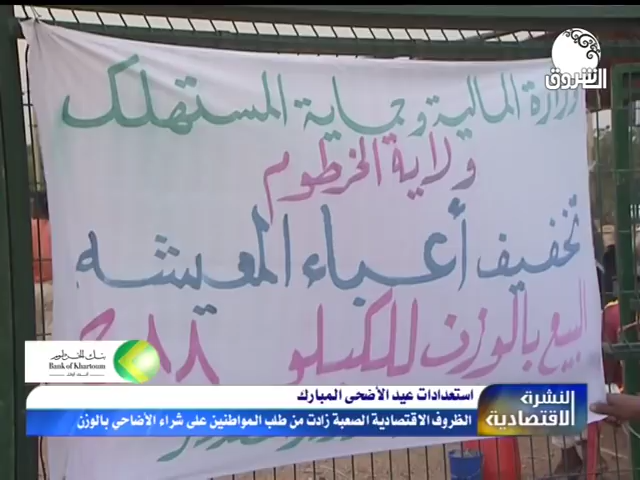 الشروق
وزارة المالية وحماية المستهلك
ولاية الخرطوم
تخفيف أعباء المعيشه
البيع بالوزن للكيلو ٨٨
بنك الخرطوم
Bank of Khartoum
النشرة الاقتصادية
استعدادات عيد الأضحى المبارك
الظروف الاقتصادية الصعبة زادت من طلب المواطنين على شراء الأضاحي بالوزن